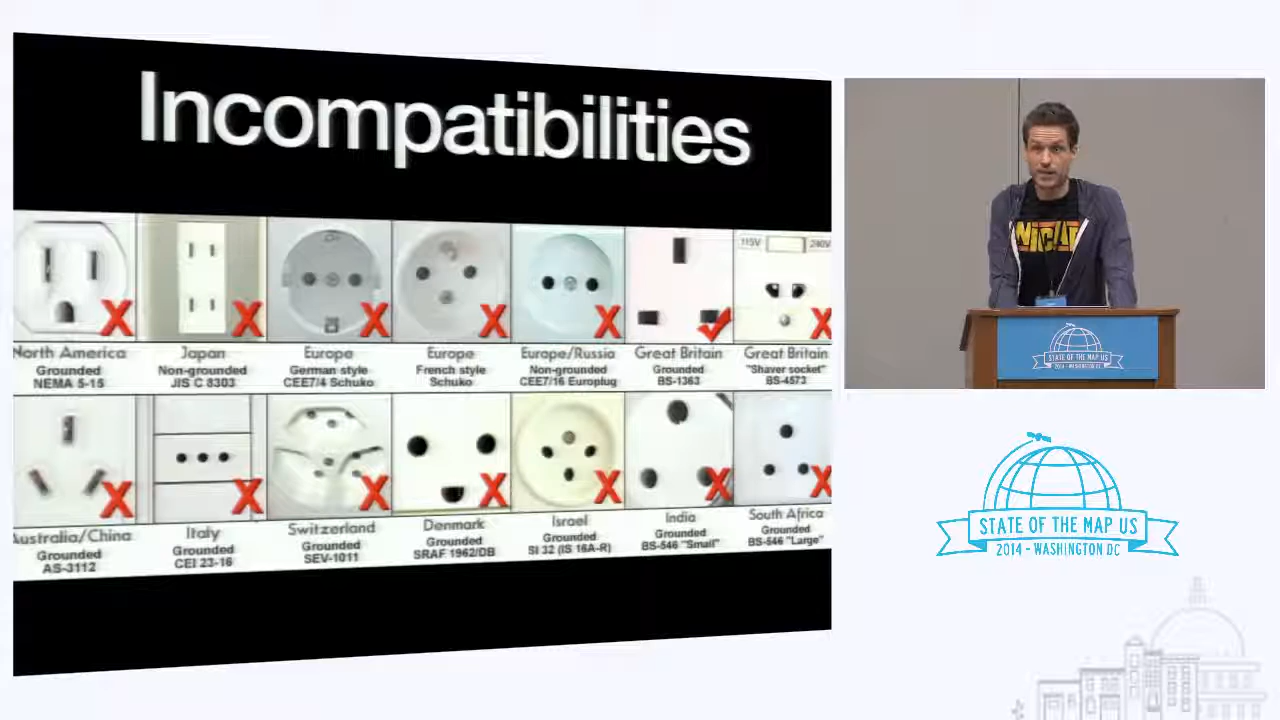 Incompatibilities
115V 240V
X X X X X X
North America Japan Europe Europe Europe/Russia Great Britain Great Britain
Grounded Non-grounded German style French style Non-grounded Grounded "Shaver socket"
NEMA 5-15 JIS C 8303 CEE7/4 Schuko Schuko CEE7/16 Europlug BS-1363 BS-4573
X X X X X X X
Australia/China Italy Switzerland Denmark Israel India South Africa
Grounded Grounded Grounded Grounded Grounded Grounded Grounded
AS-3112 CEI 23-16 SEV-1011 SRAF 1962/DB SI 32 (IS 16A-R) BS-546 "Small" BS-546 "Large"
STATE OF THE MAP US
2014 - WASHINGTON DC
STATE OF THE MAP US
2014 - WASHINGTON DC